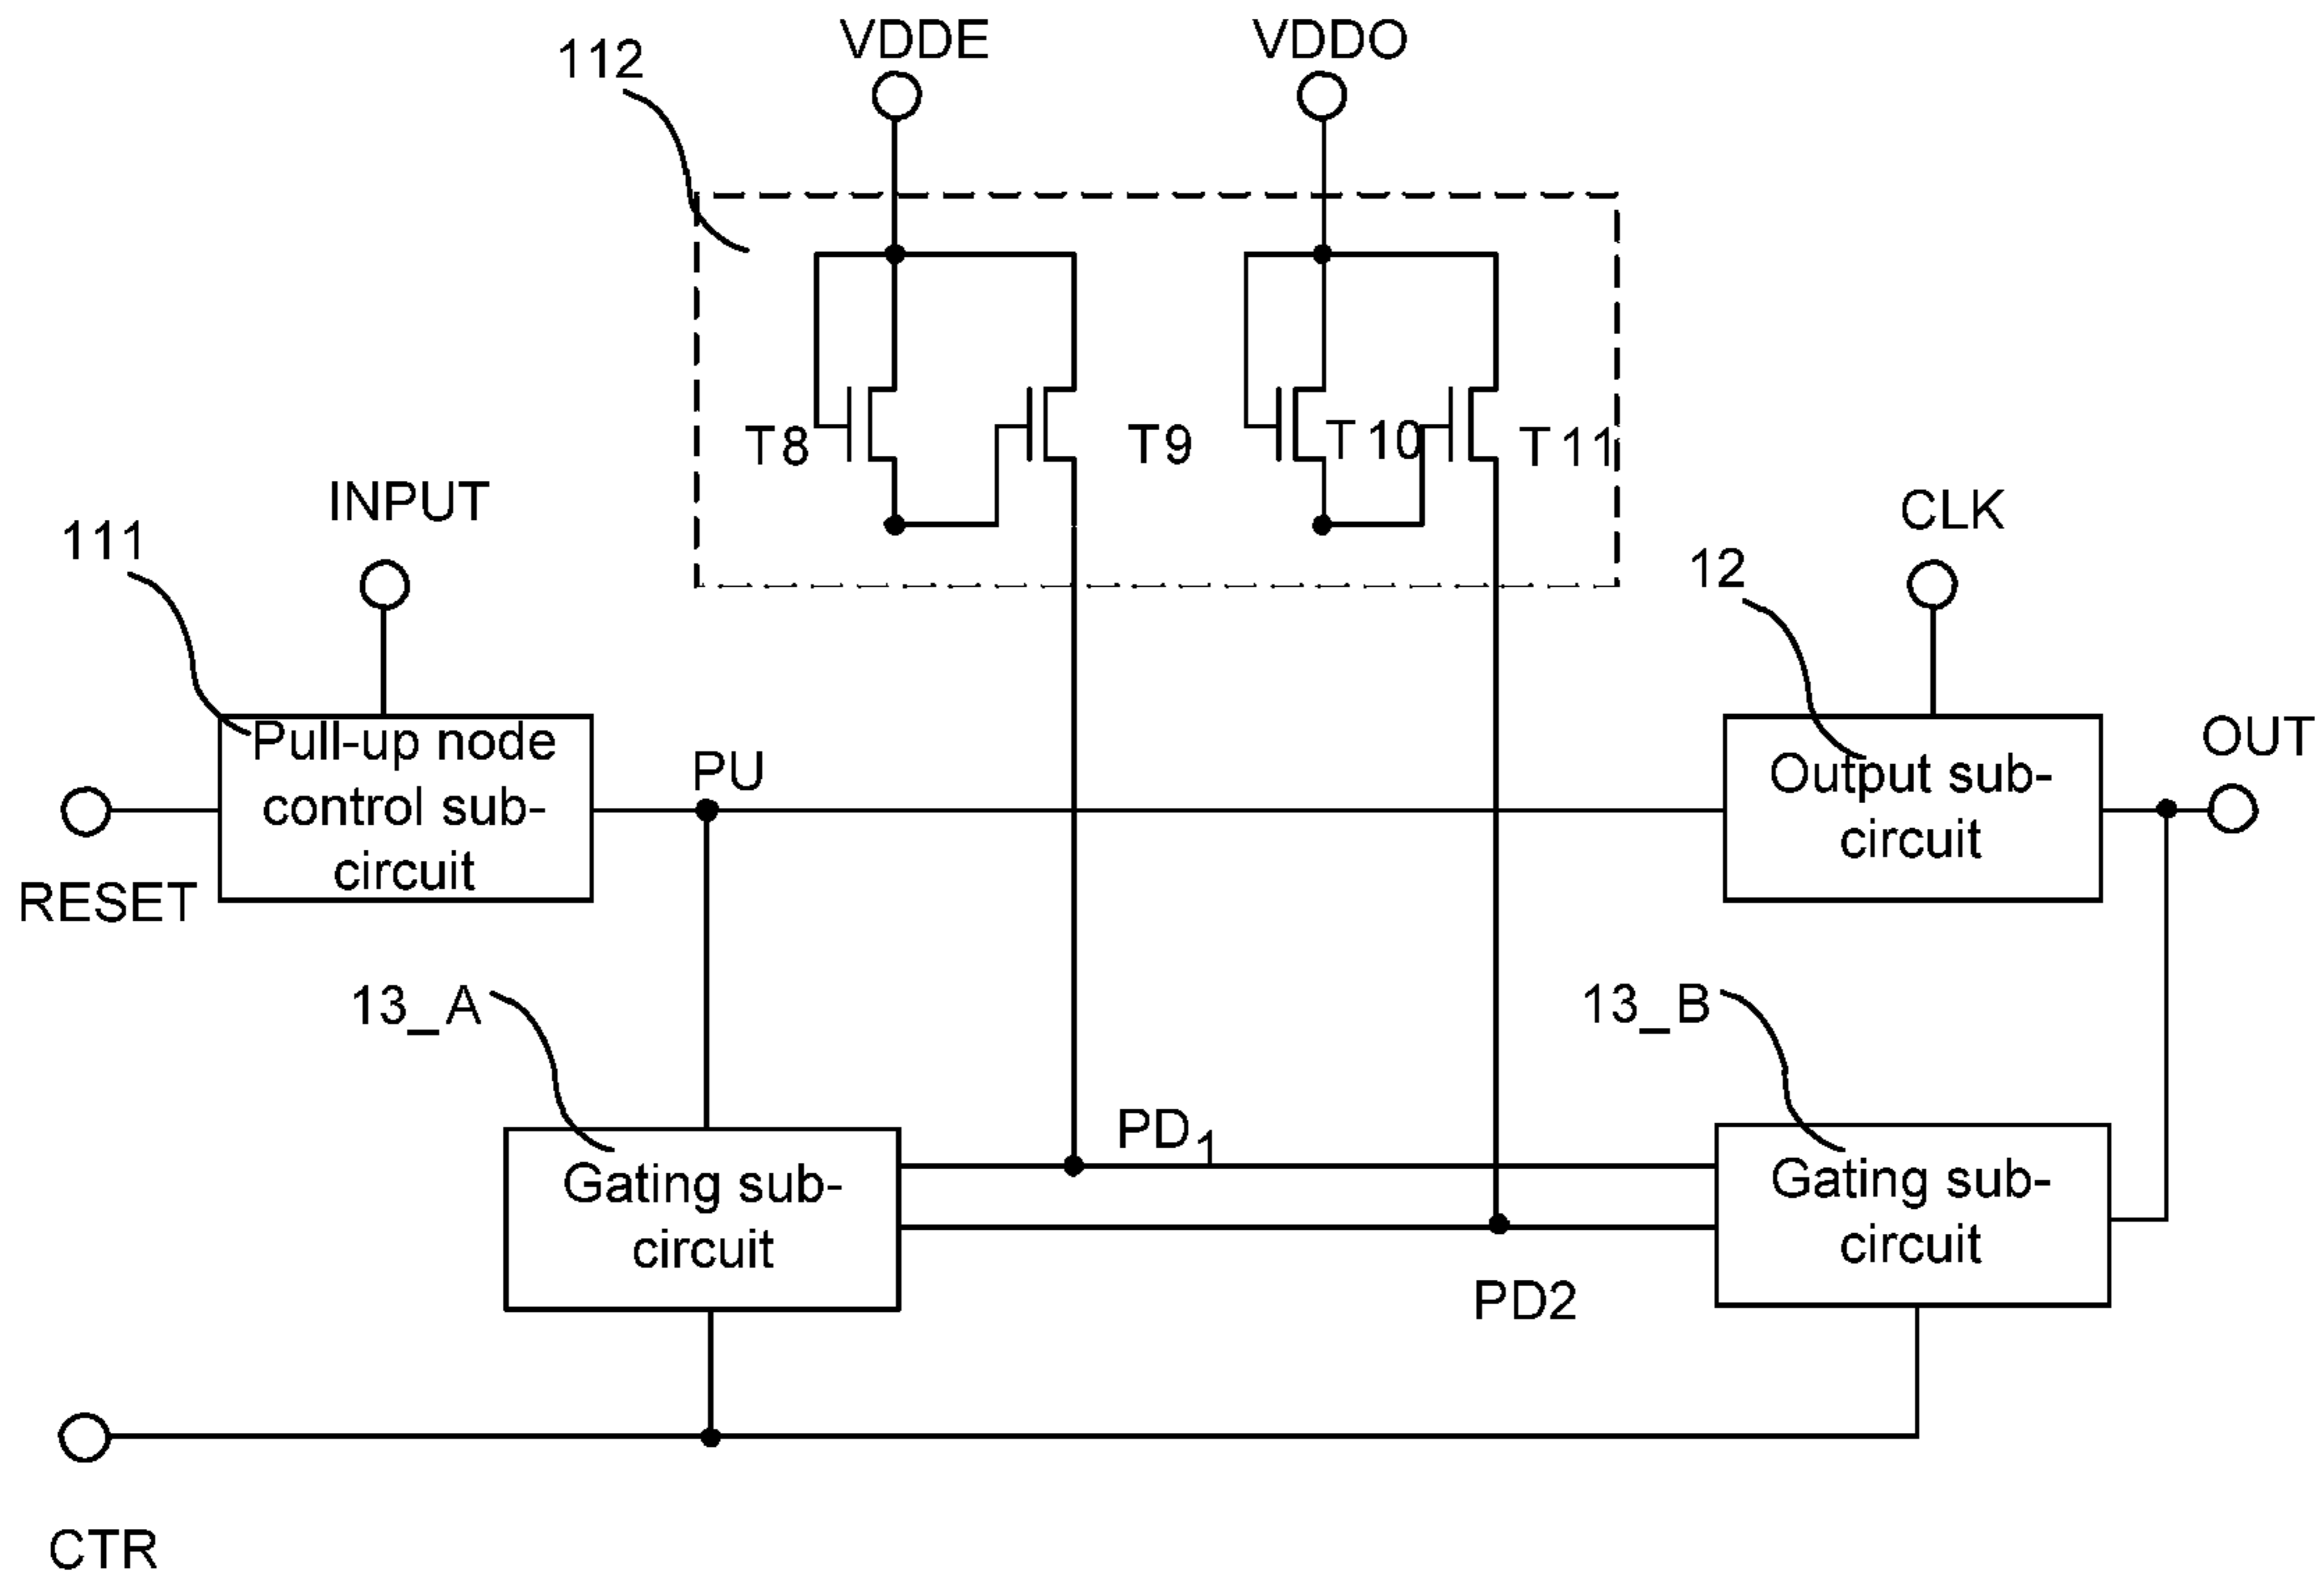 VDDE
VDDO
112
T8
T9
T10
T11
INPUT
111
CLK
12
Pull-up node
control sub-
circuit
PU
Output sub-
circuit
OUT
RESET
13_A
13_B
PD1
Gating sub-
circuit
Gating sub-
circuit
PD2
CTR